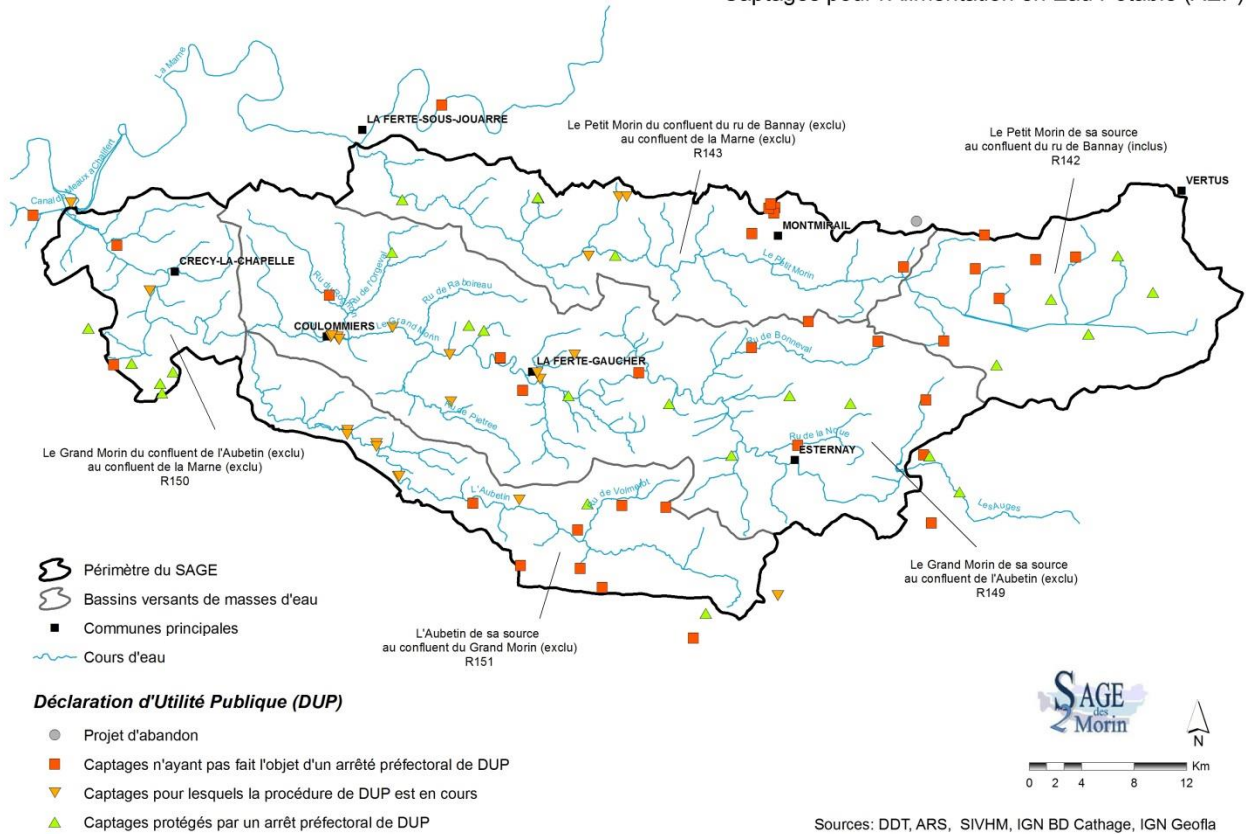 Captages pour l'Alimentation en Eau Potable (AEP)
La Marne
LA FERTE-SOUS-JOUARRE
Le Petit Morin du confluent du ru de Bannay (exclu)
au confluent de la Marne (exclu)
R143
Le Petit Morin de sa source
au confluent du ru de Bannay (inclus)
R142
VERTUS
Canal de Meaux à Chalifert
MONTMIRAIL
Le Petit Morin
CRECY-LA-CHAPELLE
Ru de l'Orgeval
Ru de Raboireau
COULOMMIERS
Le Grand Morin
Ru de Bonneval
LA FERTE-GAUCHER
Ru de Pietree
Ru de la Noue
ESTERNAY
Le Grand Morin du confluent de l'Aubetin (exclu)
au confluent de la Marne (exclu)
R150
L'Aubetin
Ru de Volmerot
Les Auges
Le Grand Morin de sa source
au confluent de l'Aubetin (exclu)
R149
L'Aubetin de sa source
au confluent du Grand Morin (exclu)
R151
Périmètre du SAGE
Bassins versants de masses d'eau
Communes principales
Cours d'eau
Déclaration d'Utilité Publique (DUP)
Projet d'abandon
Captages n'ayant pas fait l'objet d'un arrêté préfectoral de DUP
Captages pour lesquels la procédure de DUP est en cours
Captages protégés par un arrêt préfectoral de DUP
SAGE
des
2 Morin
N
Km
0 2 4 8 12
Sources: DDT, ARS, SIVHM, IGN BD Cathage, IGN Geofla